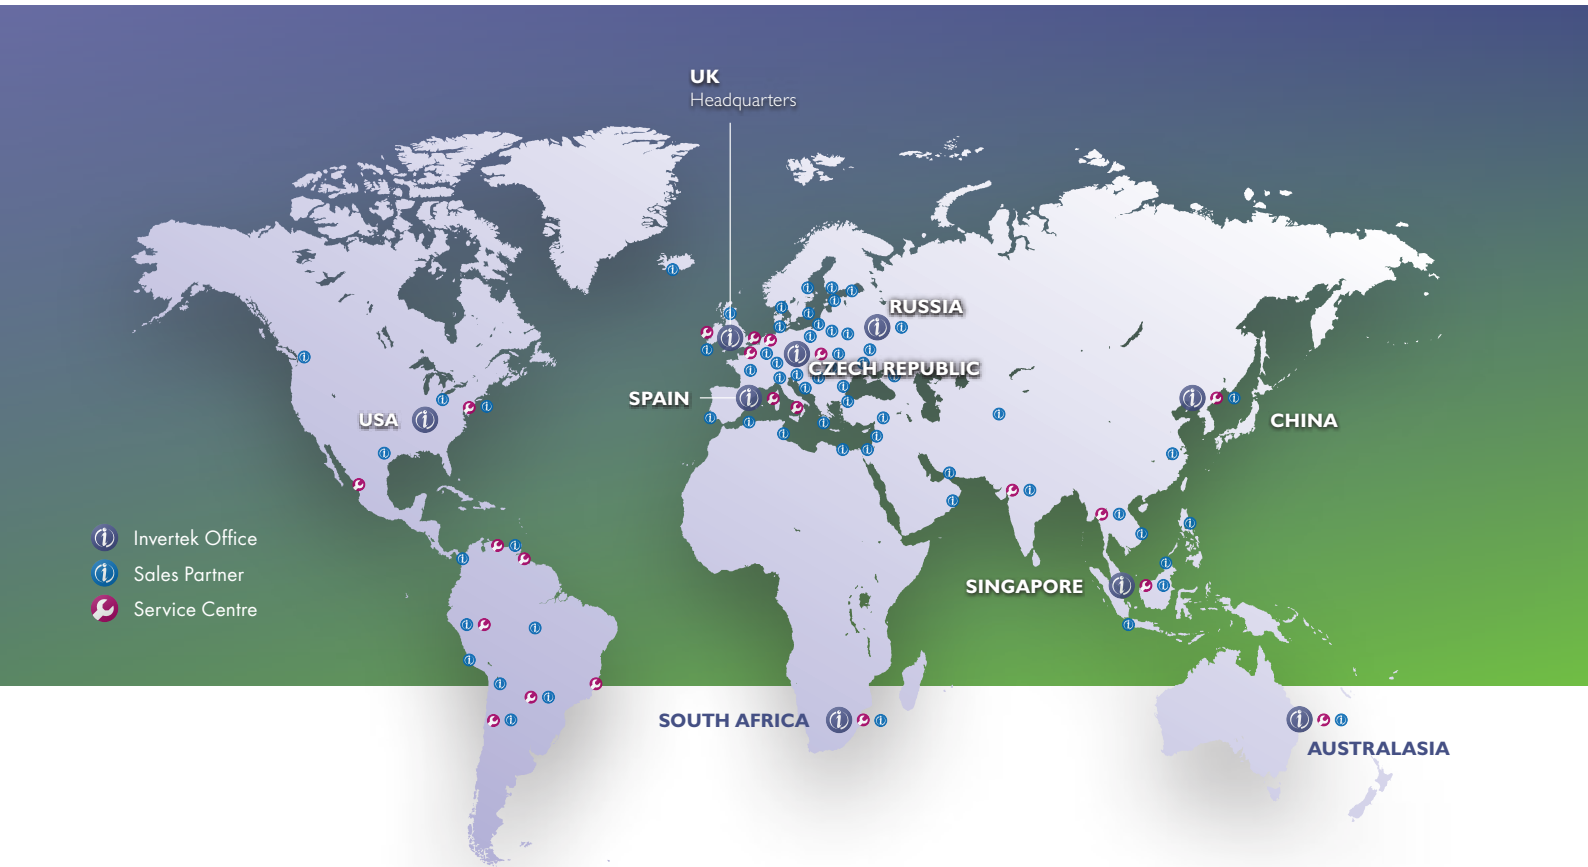 UK
Headquarters
RUSSIA
CZECH REPUBLIC
SPAIN
USA
CHINA
Invertek Office
Sales Partner
Service Centre
SINGAPORE
SOUTH AFRICA
AUSTRALASIA